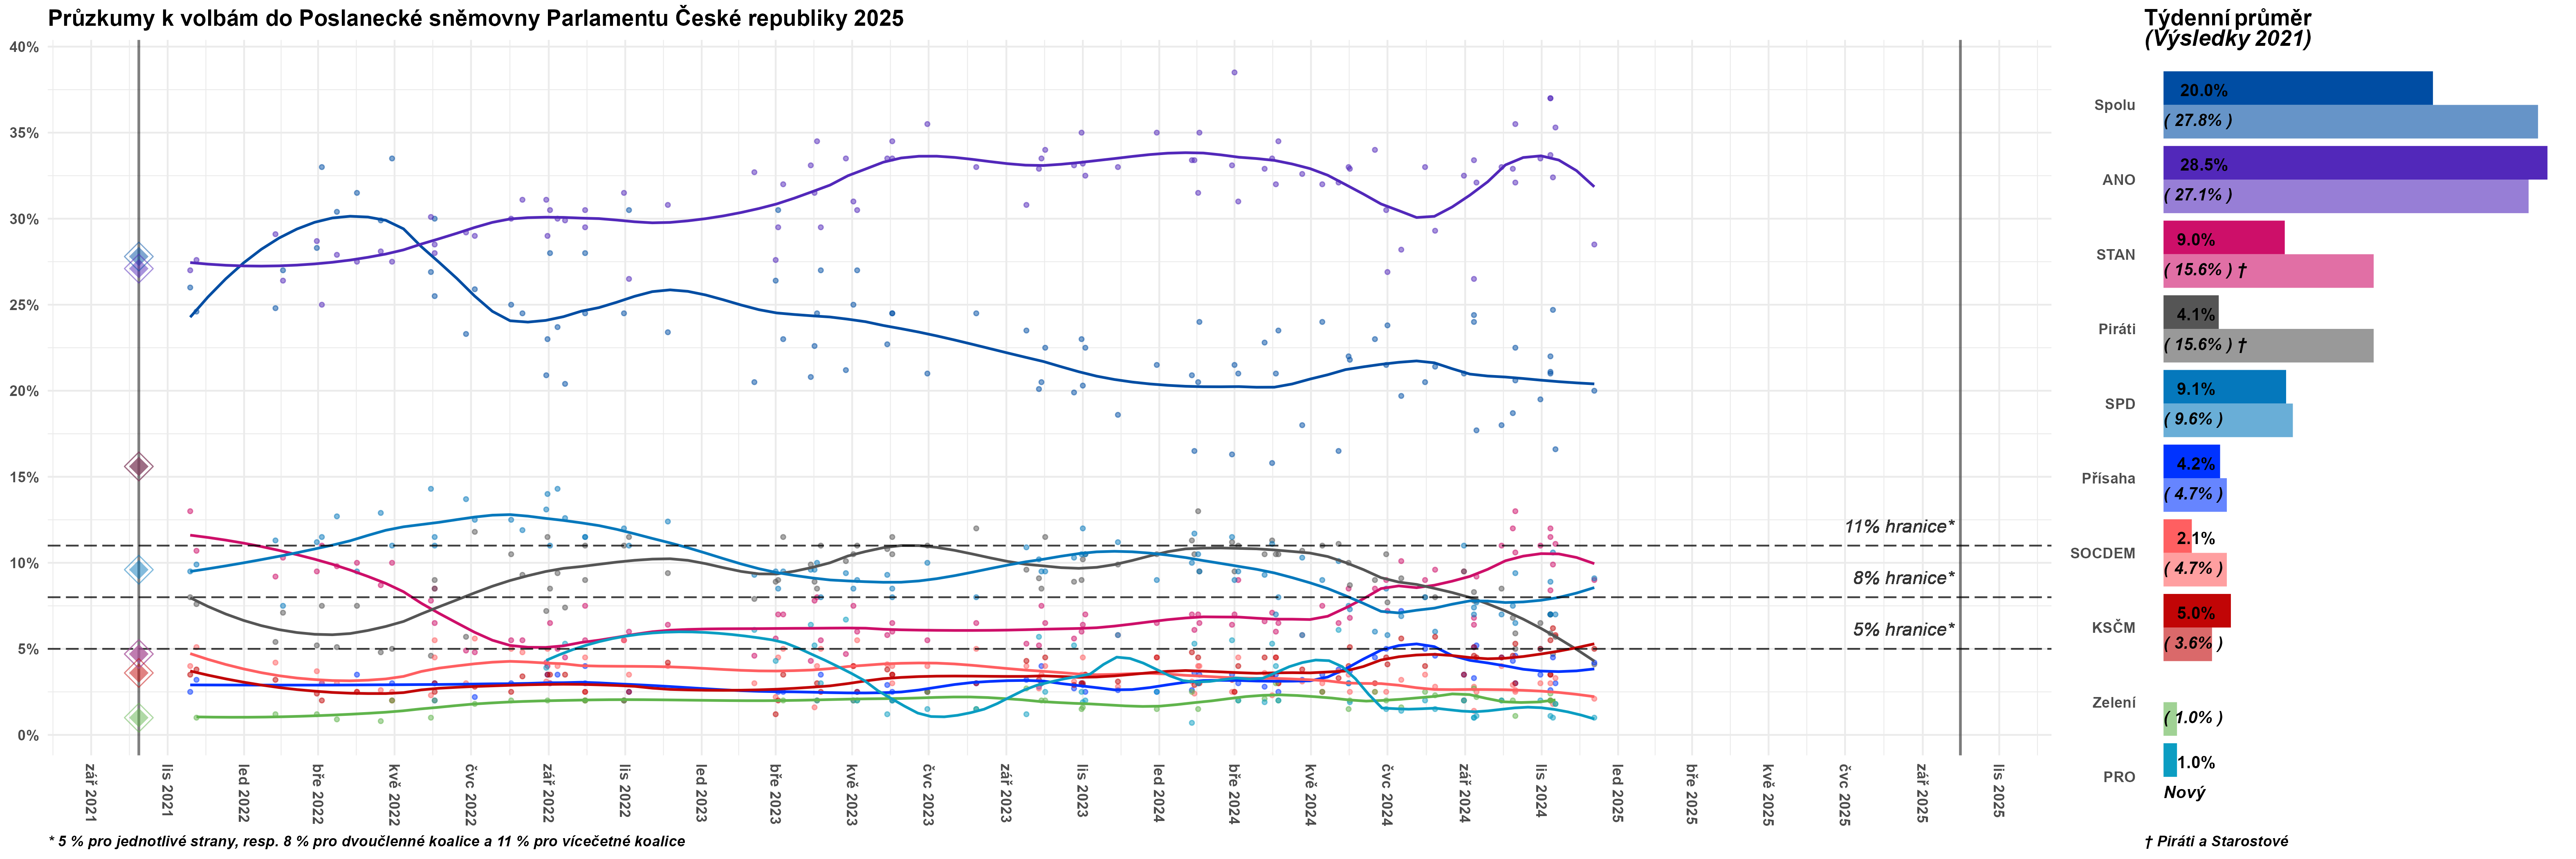 Průzkumy k volbám do Poslanecké sněmovny Parlamentu České republiky 2025
40%
35%
30%
25%
20%
15%
10%
5%
0%
11% hranice*
8% hranice*
5% hranice*
zář 2021
lis 2021
led 2022
bře 2022
kvě 2022
čvc 2022
zář 2022
lis 2022
led 2023
bře 2023
kvě 2023
čvc 2023
zář 2023
lis 2023
led 2024
bře 2024
kvě 2024
čvc 2024
zář 2024
lis 2024
led 2025
bře 2025
kvě 2025
čvc 2025
zář 2025
lis 2025
* 5 % pro jednotlivé strany, resp. 8 % pro dvoučlenné koalice a 11 % pro vícečetné koalice
Týdenní průměr
(Výsledky 2021)
Spolu
20.0%
( 27.8% )
ANO
28.5%
( 27.1% )
STAN
9.0%
( 15.6% ) †
Piráti
4.1%
( 15.6% ) †
SPD
9.1%
( 9.6% )
Přísaha
4.2%
( 4.7% )
SOCDEM
2.1%
( 4.7% )
KSČM
5.0%
( 3.6% )
Zelení
( 1.0% )
PRO
1.0%
Nový
† Piráti a Starostové